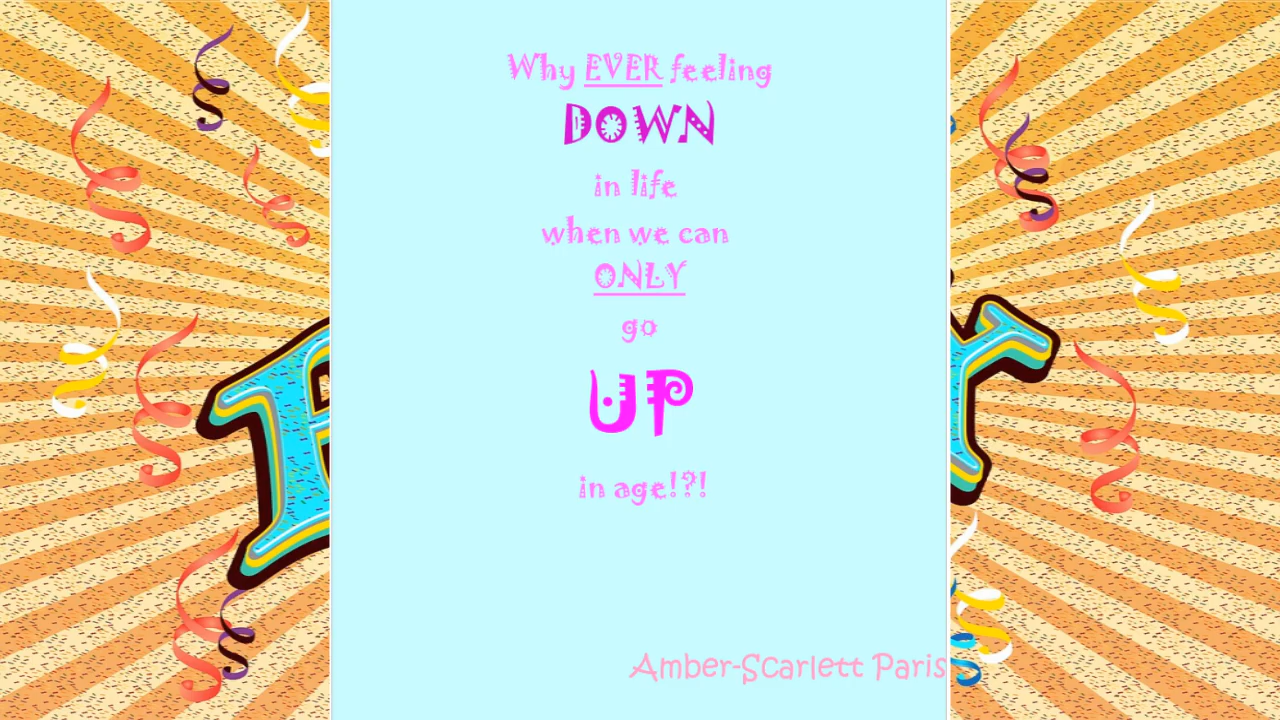 Why EVER feeling
DOWN
in life
when we can
ONLY
go
UP
in age!?!
Amber-Scarlett Paris